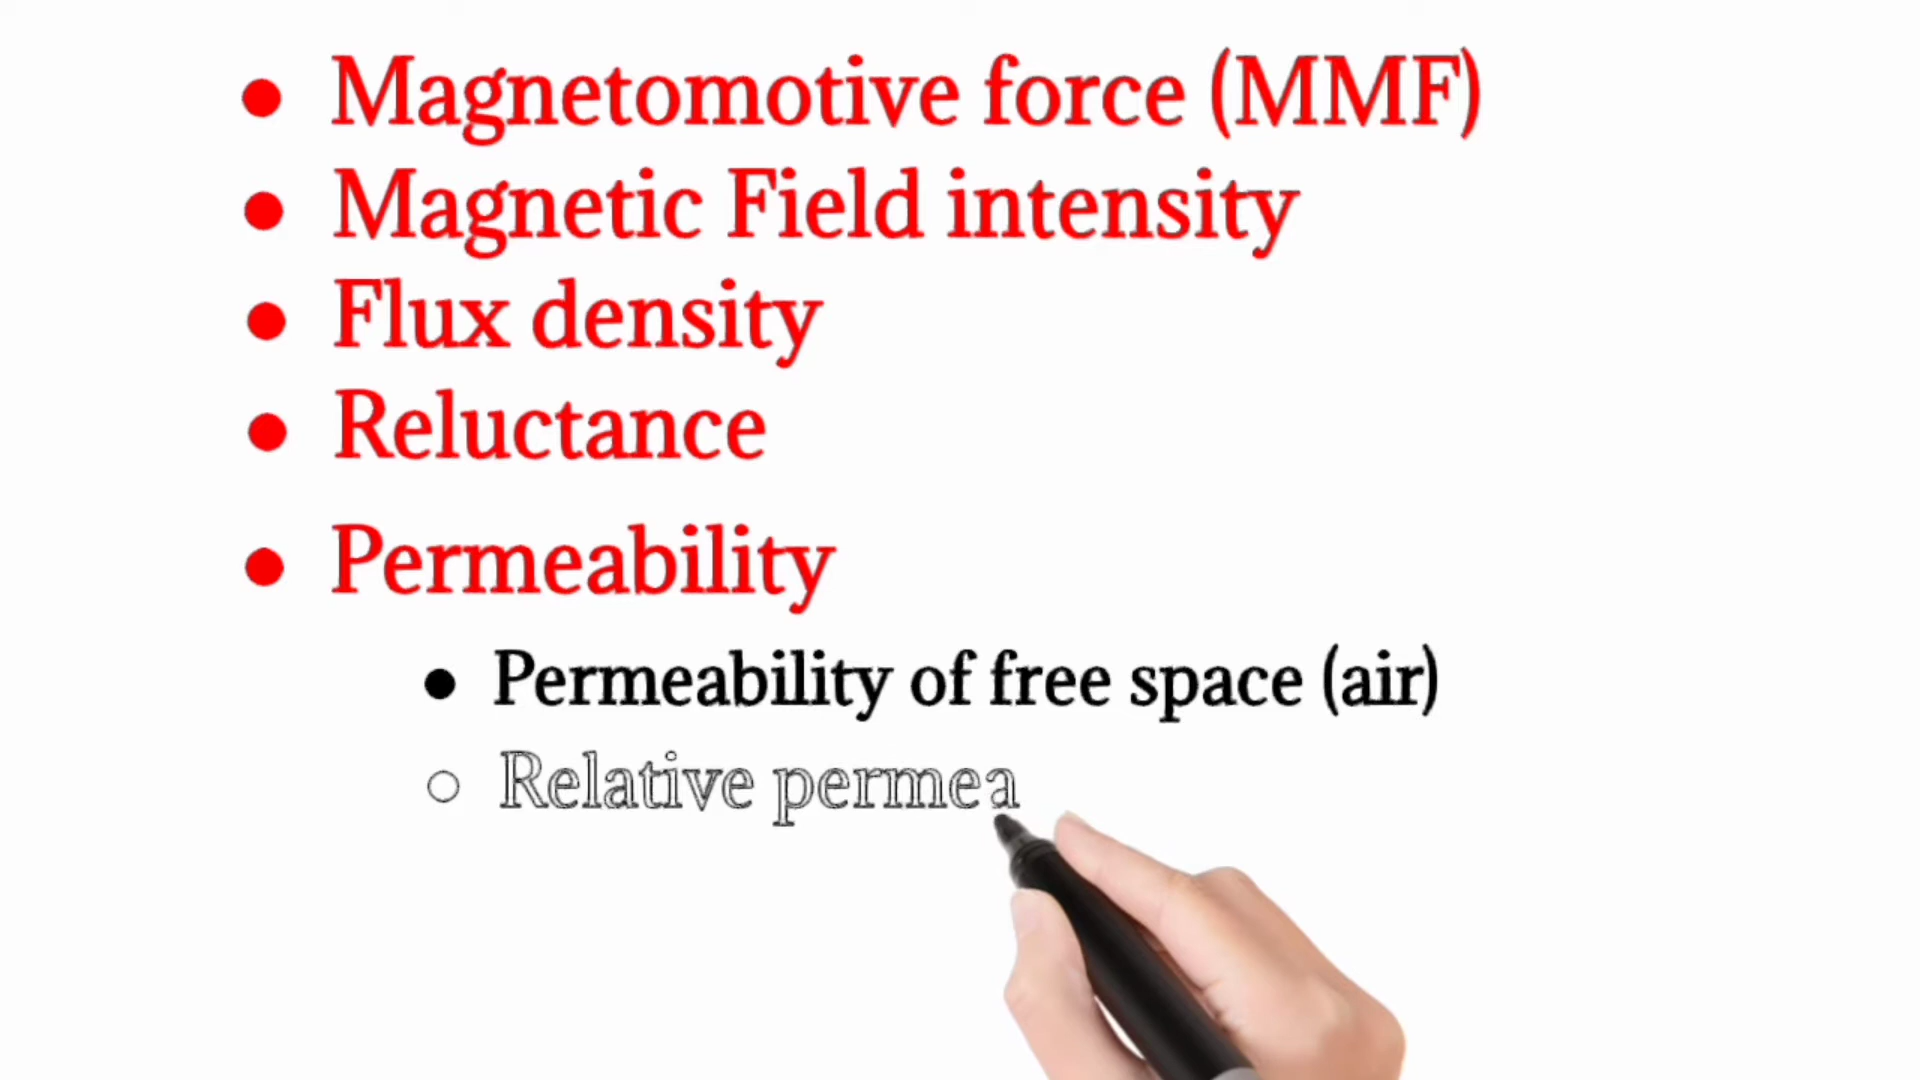 • Magnetomotive force (MMF)
• Magnetic Field intensity
• Flux density
• Reluctance
• Permeability
• Permeability of free space (air)
○ Relative permea